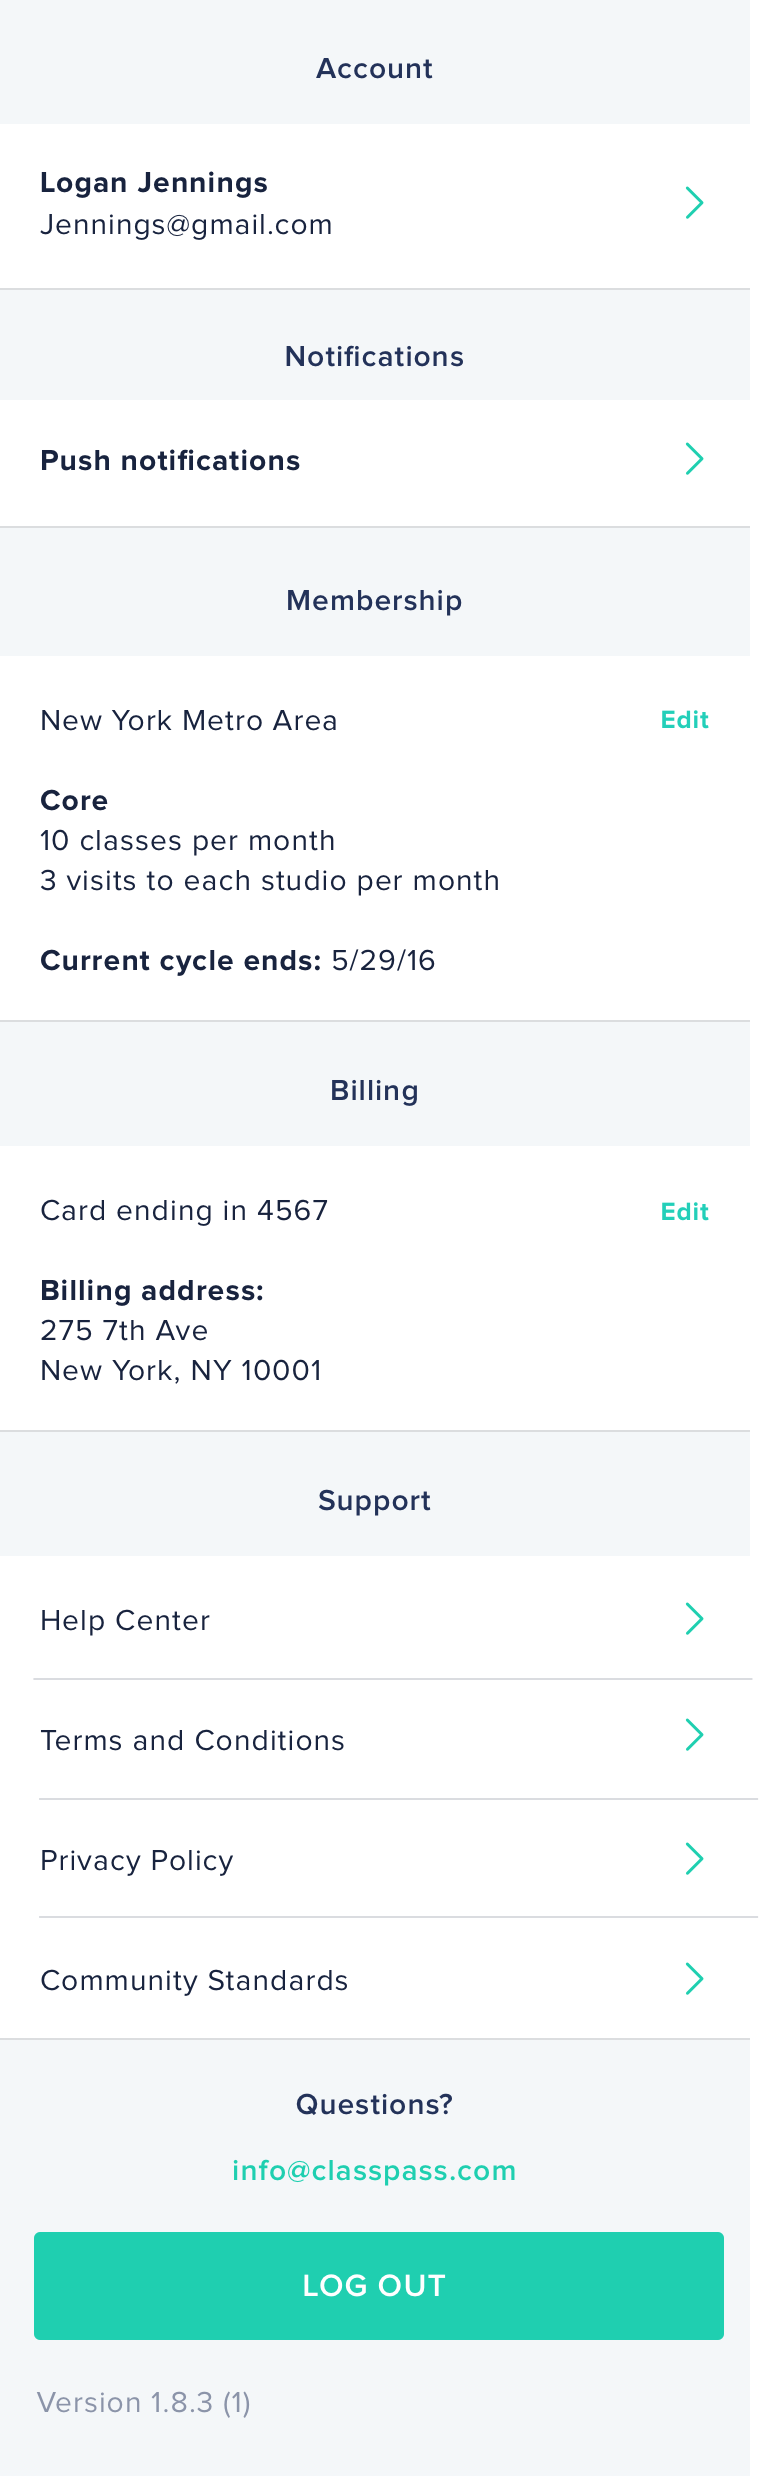 Account
Logan Jennings
Jennings@gmail.com
Notifications
Push notifications
Membership
New York Metro Area
Edit
Core
10 classes per month
3 visits to each studio per month
Current cycle ends: 5/29/16
Billing
Card ending in 4567
Edit
Billing address:
275 7th Ave
New York, NY 10001
Support
Help Center
Terms and Conditions
Privacy Policy
Community Standards
Questions?
info@classpass.com
LOG OUT
Version 1.8.3 (1)